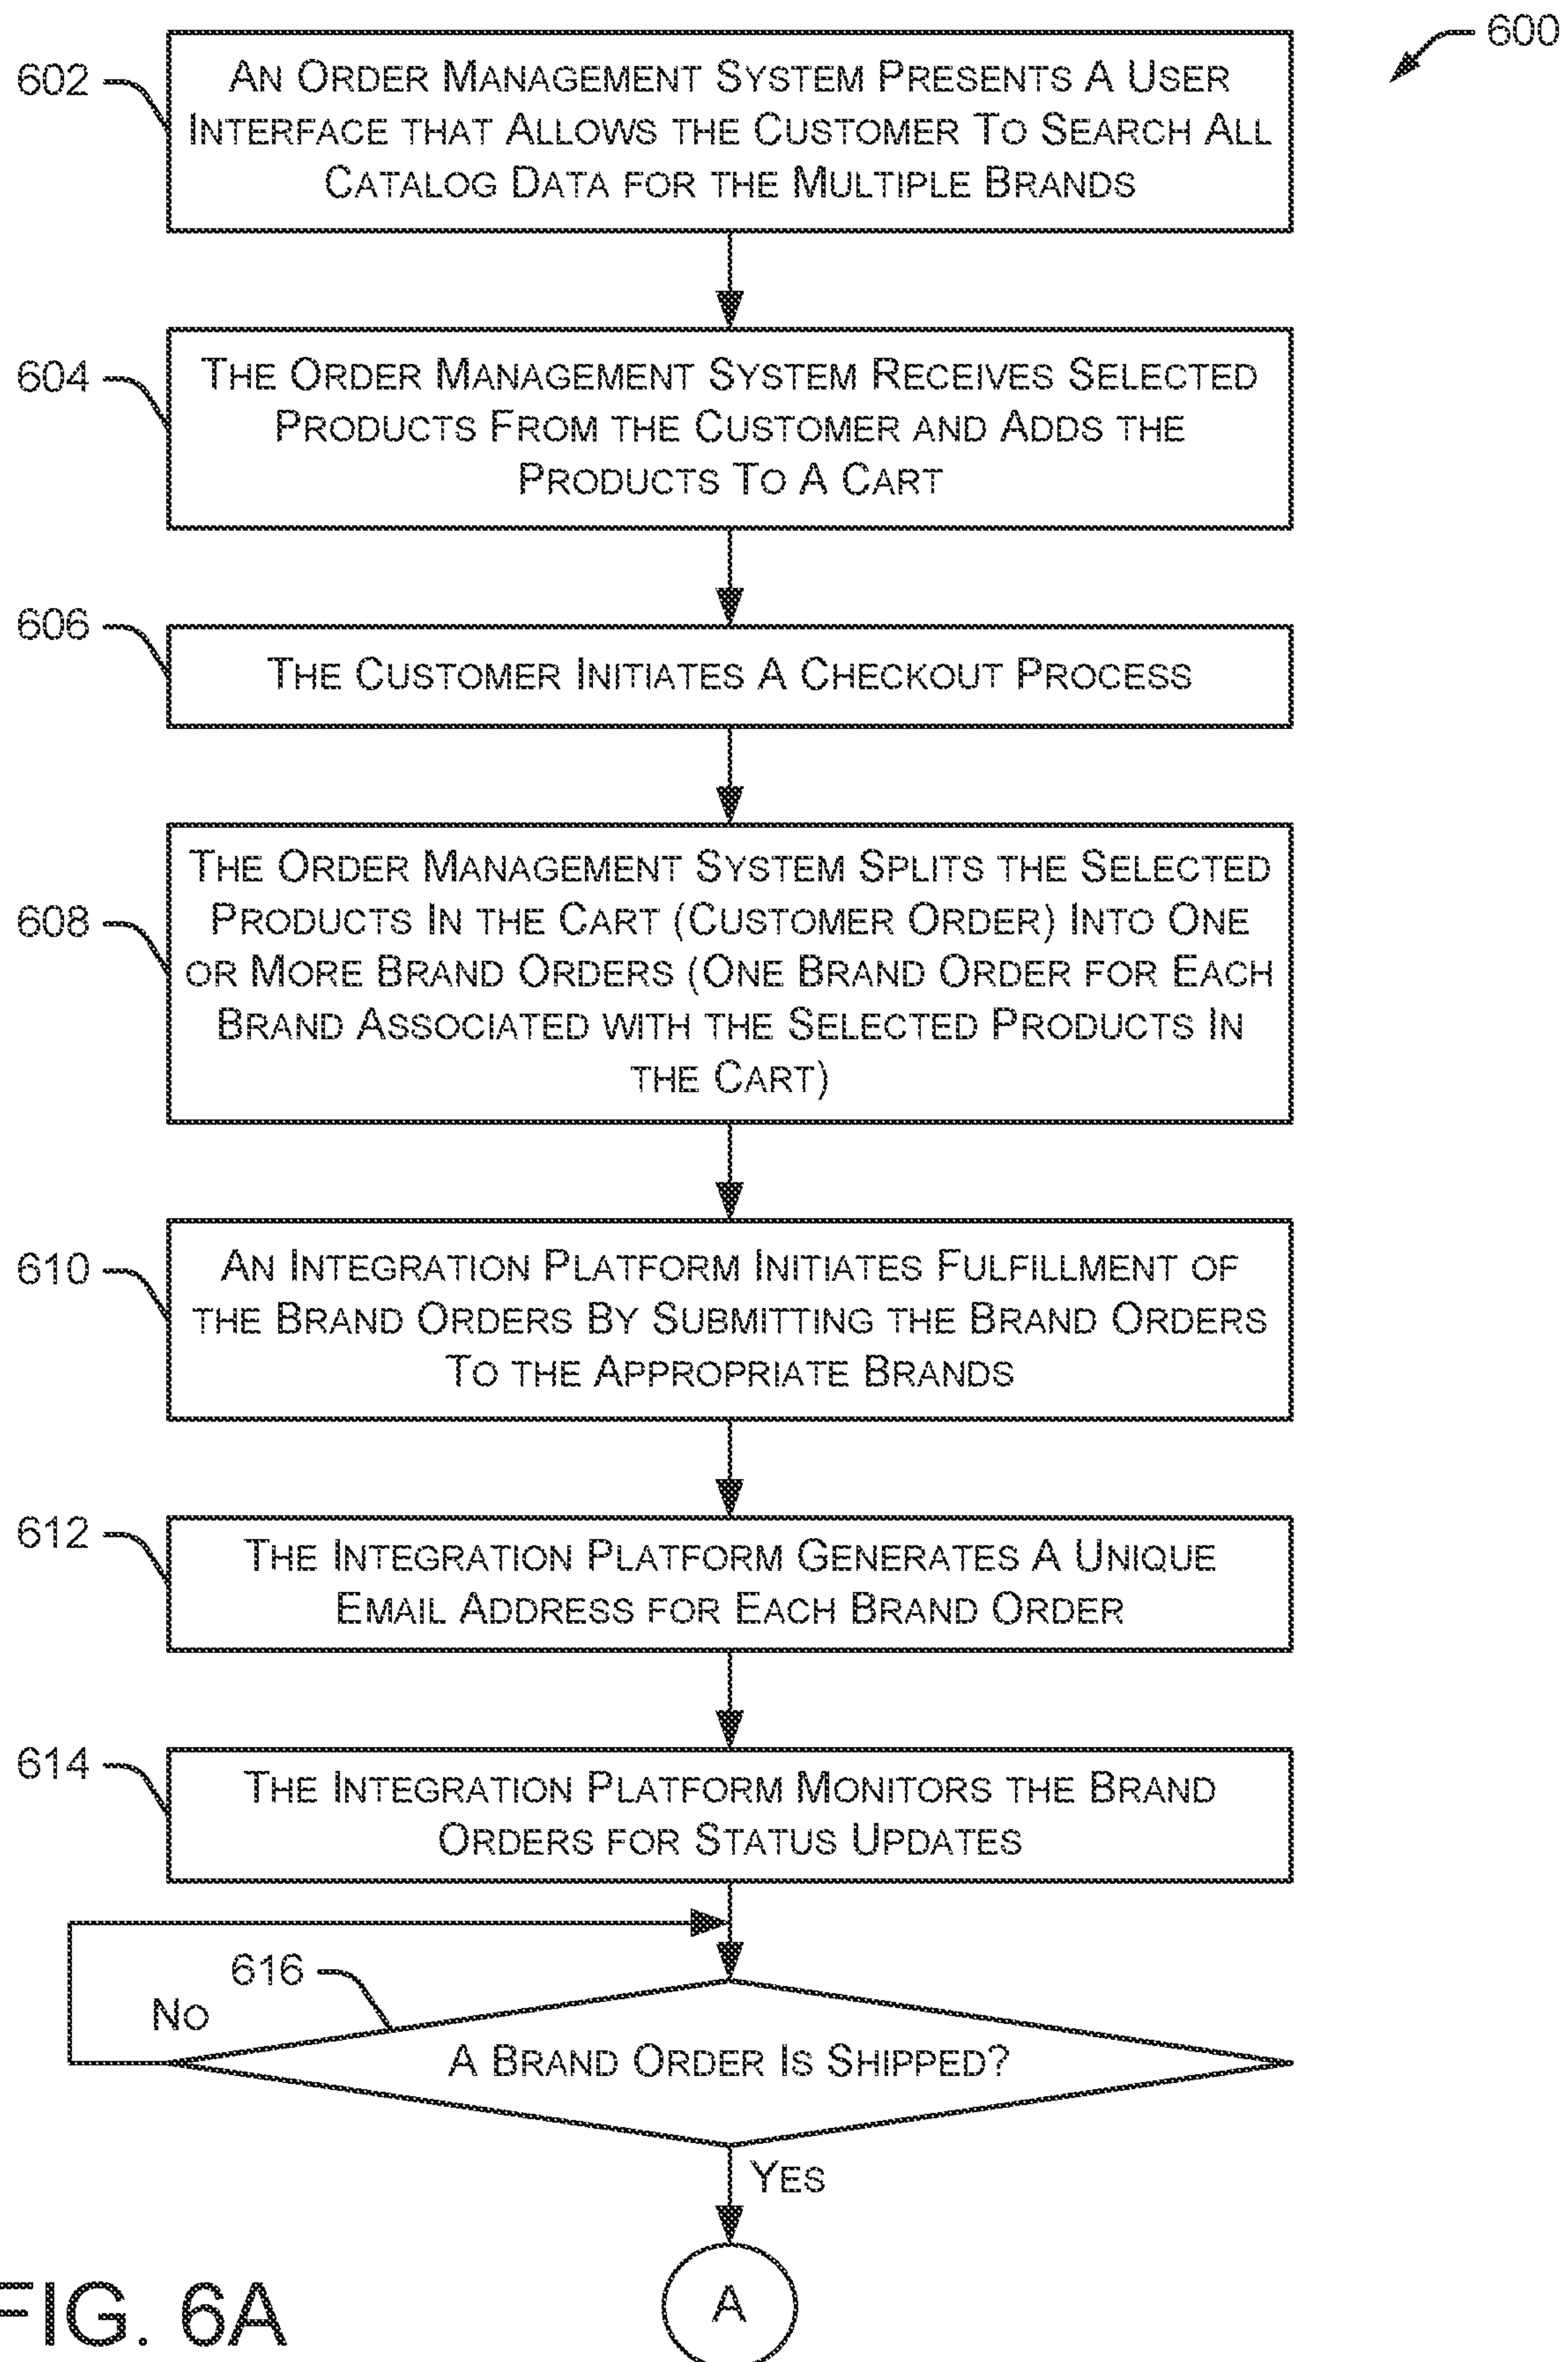 600
602
AN ORDER MANAGEMENT SYSTEM PRESENTS A USER
INTERFACE THAT ALLOWS THE CUSTOMER TO SEARCH ALL
CATALOG DATA FOR THE MULTIPLE BRANDS
604
THE ORDER MANAGEMENT SYSTEM RECEIVES SELECTED
PRODUCTS FROM THE CUSTOMER AND ADDS THE
PRODUCTS TO A CART
606
THE CUSTOMER INITIATES A CHECKOUT PROCESS
608
THE ORDER MANAGEMENT SYSTEM SPLITS THE SELECTED
PRODUCTS IN THE CART (CUSTOMER ORDER) INTO ONE
OR MORE BRAND ORDERS (ONE BRAND ORDER FOR EACH
BRAND ASSOCIATED WITH THE SELECTED PRODUCTS IN
THE CART)
610
AN INTEGRATION PLATFORM INITIATES FULFILLMENT OF
THE BRAND ORDERS BY SUBMITTING THE BRAND ORDERS
TO THE APPROPRIATE BRANDS
612
THE INTEGRATION PLATFORM GENERATES A UNIQUE
EMAIL ADDRESS FOR EACH BRAND ORDER
614
THE INTEGRATION PLATFORM MONITORS THE BRAND
ORDERS FOR STATUS UPDATES
616
NO
A BRAND ORDER IS SHIPPED?
YES
A
FIG. 6A